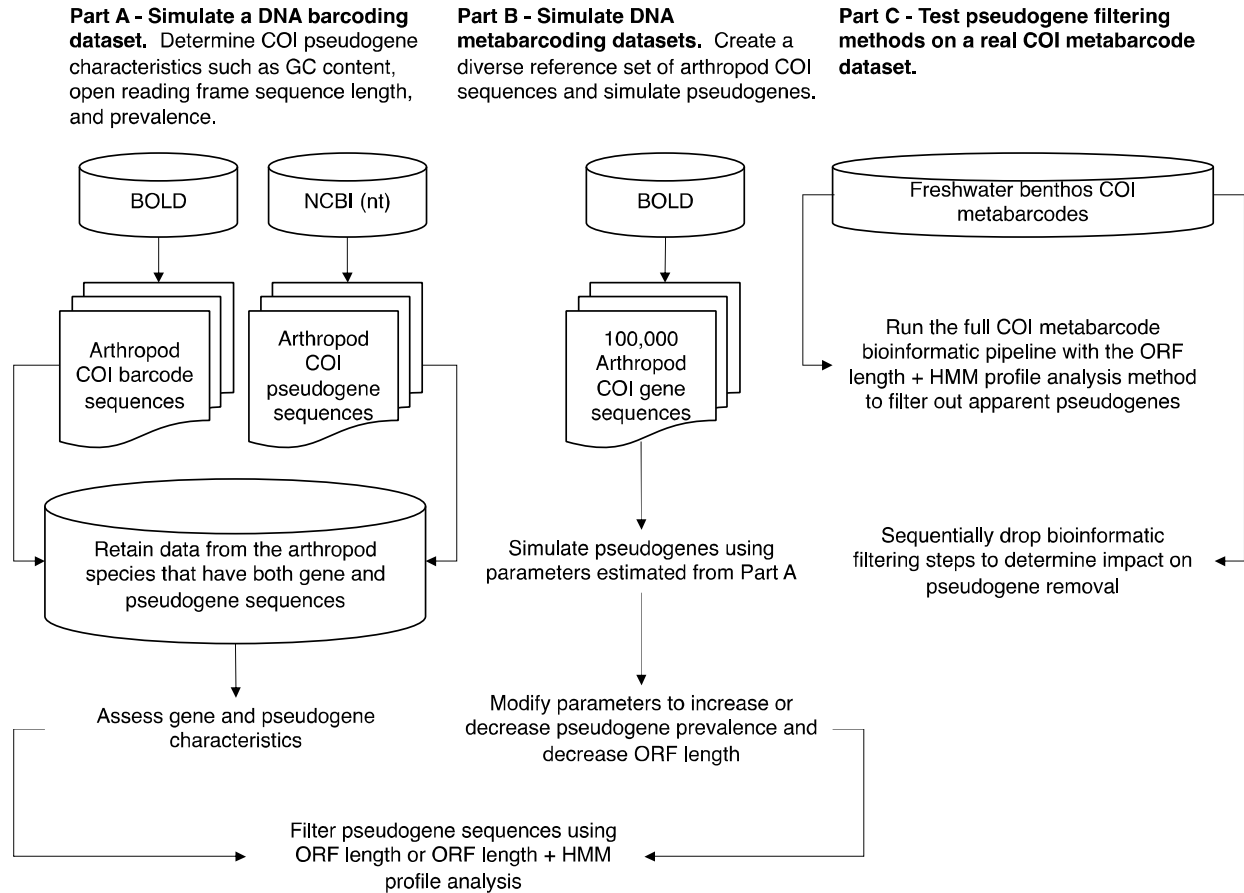 Part A - Simulate a DNA barcoding
dataset. Determine COI pseudogene
characteristics such as GC content,
open reading frame sequence length,
and prevalence.
BOLD
NCBI (nt)
Arthropod
COI barcode
sequences
Arthropod
COI
pseudogene
sequences
Retain data from the arthropod
species that have both gene and
pseudogene sequences
Assess gene and pseudogene
characteristics
Part B - Simulate DNA
metabarcoding datasets. Create a
diverse reference set of arthropod COI
sequences and simulate pseudogenes.
BOLD
100,000
Arthropod
COI gene
sequences
Simulate pseudogenes using
parameters estimated from Part A
Modify parameters to increase or
decrease pseudogene prevalence and
decrease ORF length
Filter pseudogene sequences using
ORF length or ORF length + HMM
profile analysis
Part C - Test pseudogene filtering
methods on a real COI metabarcode
dataset.
Freshwater benthos COI
metabarcodes
Run the full COI metabarcode
bioinformatic pipeline with the ORF
length + HMM profile analysis method
to filter out apparent pseudogenes
Sequentially drop bioinformatic
filtering steps to determine impact on
pseudogene removal